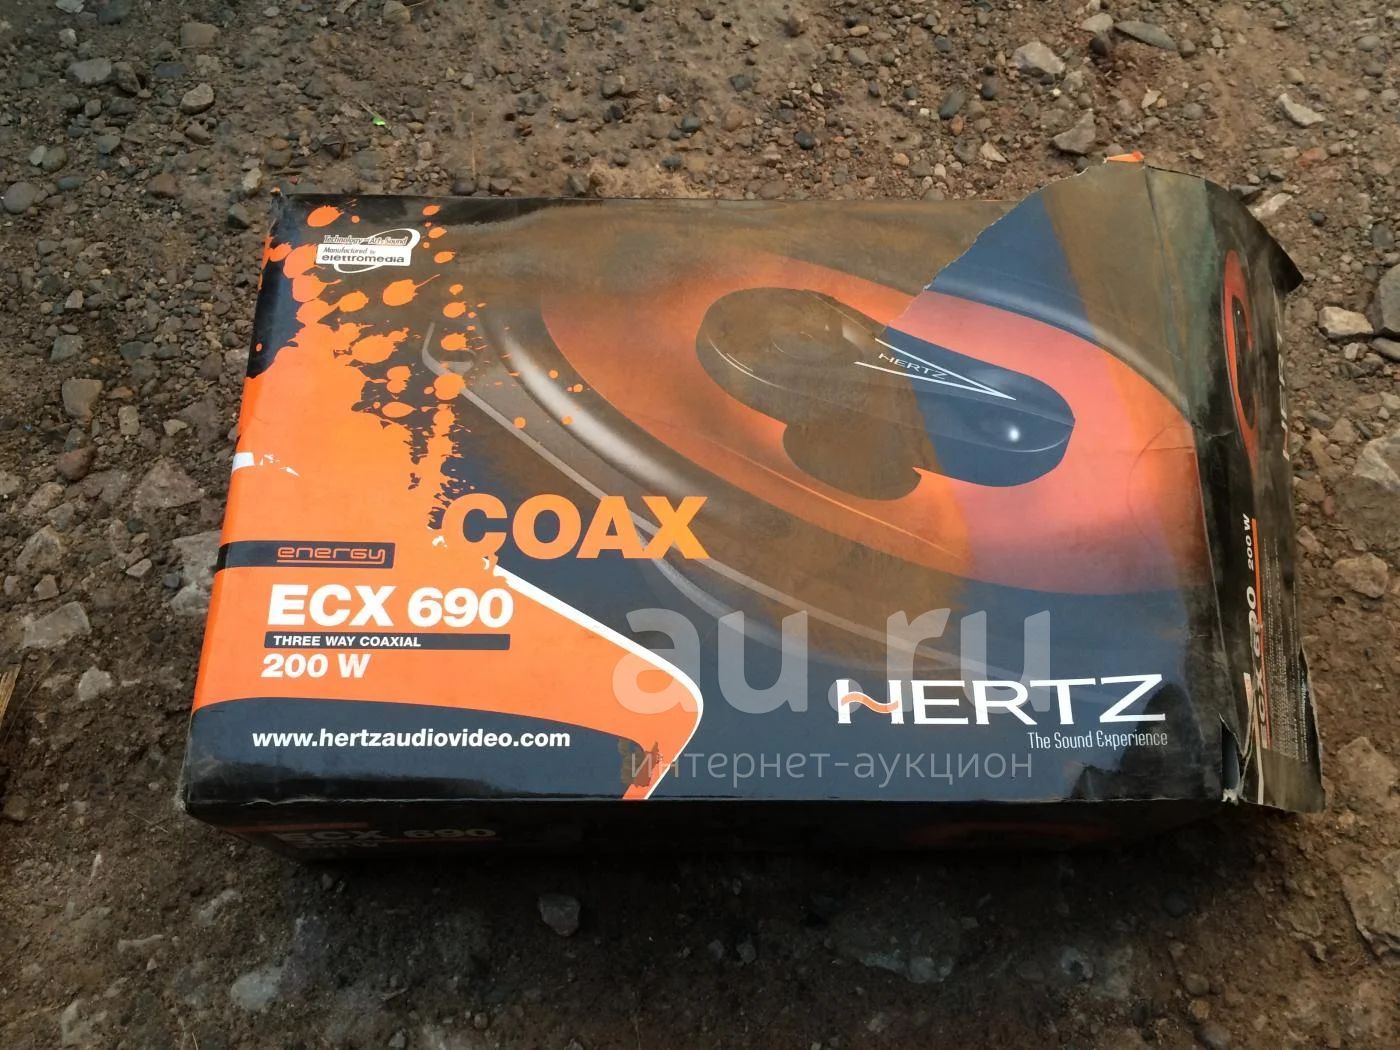 Technology for Art's Sound
Manufactured by
elettromedia
HERTZ
COAX
energy
ECX 690
THREE WAY COAXIAL
200 W
www.hertzaudiovideo.com
HERTZ
The Sound Experience
ECX 690
690
200 W
au.ru
интернет-аукцион